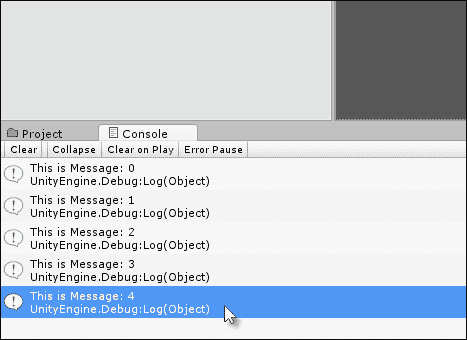 Project Console
Clear Collapse Clear on Play Error Pause
This is Message: 0
UnityEngine.Debug:Log(Object)
This is Message: 1
UnityEngine.Debug:Log(Object)
This is Message: 2
UnityEngine.Debug:Log(Object)
This is Message: 3
UnityEngine.Debug:Log(Object)
This is Message: 4
UnityEngine.Debug:Log(Object)